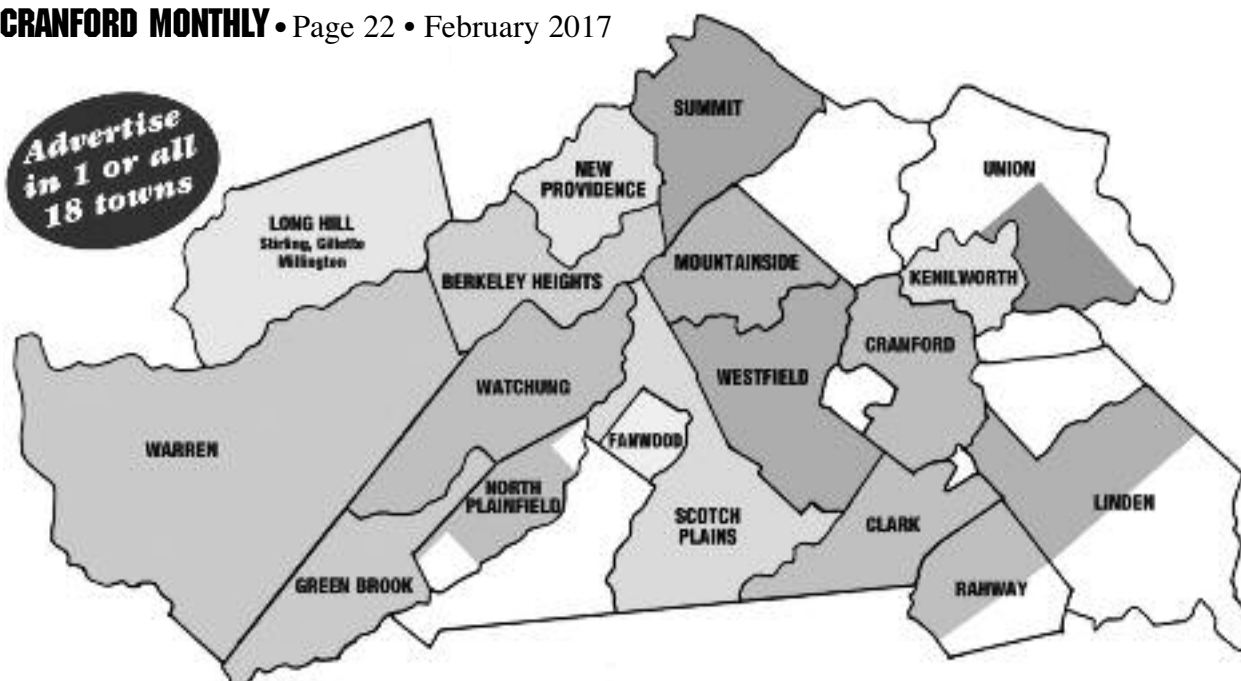 CRANFORD MONTHLY • Page 22 • February 2017
Advertise
in 1 or all
18 towns
SUMMIT
NEW
PROVIDENCE
UNION
LONG HILL
Stirling, Gillette
Millington
BERKELEY HEIGHTS
MOUNTAINSIDE
KENILWORTH
CRANFORD
WATCHUNG
WESTFIELD
WARREN
FANWOOD
NORTH
PLAINFIELD
SCOTCH
PLAINS
CLARK
LINDEN
GREEN BROOK
RAHWAY